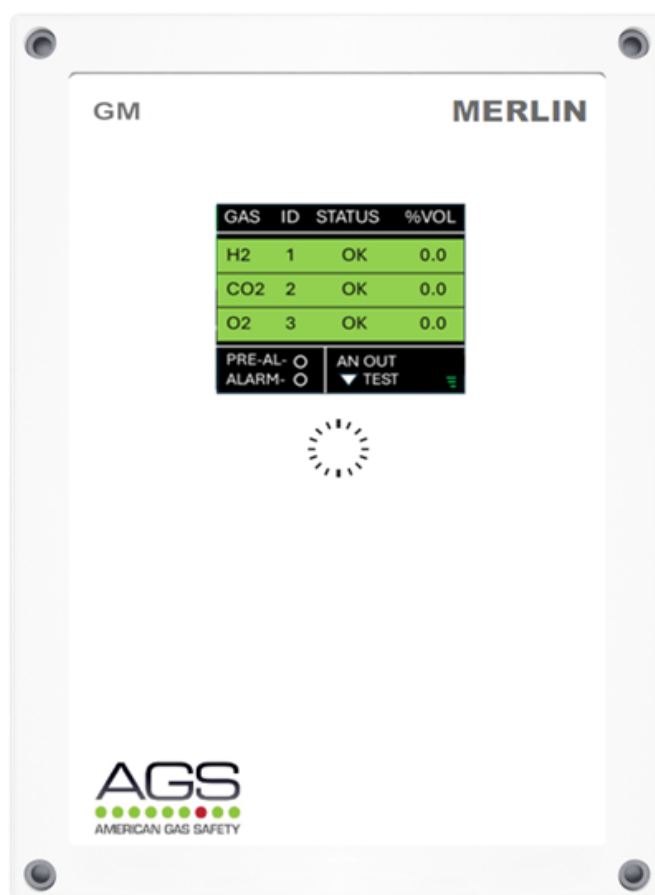 GM MERLIN
GAS ID STATUS %VOL
H2 1 OK 0.0
CO2 2 OK 0.0
O2 3 OK 0.0
PRE-AL- AN OUT
ALARM- TEST
AGS
AMERICAN GAS SAFETY